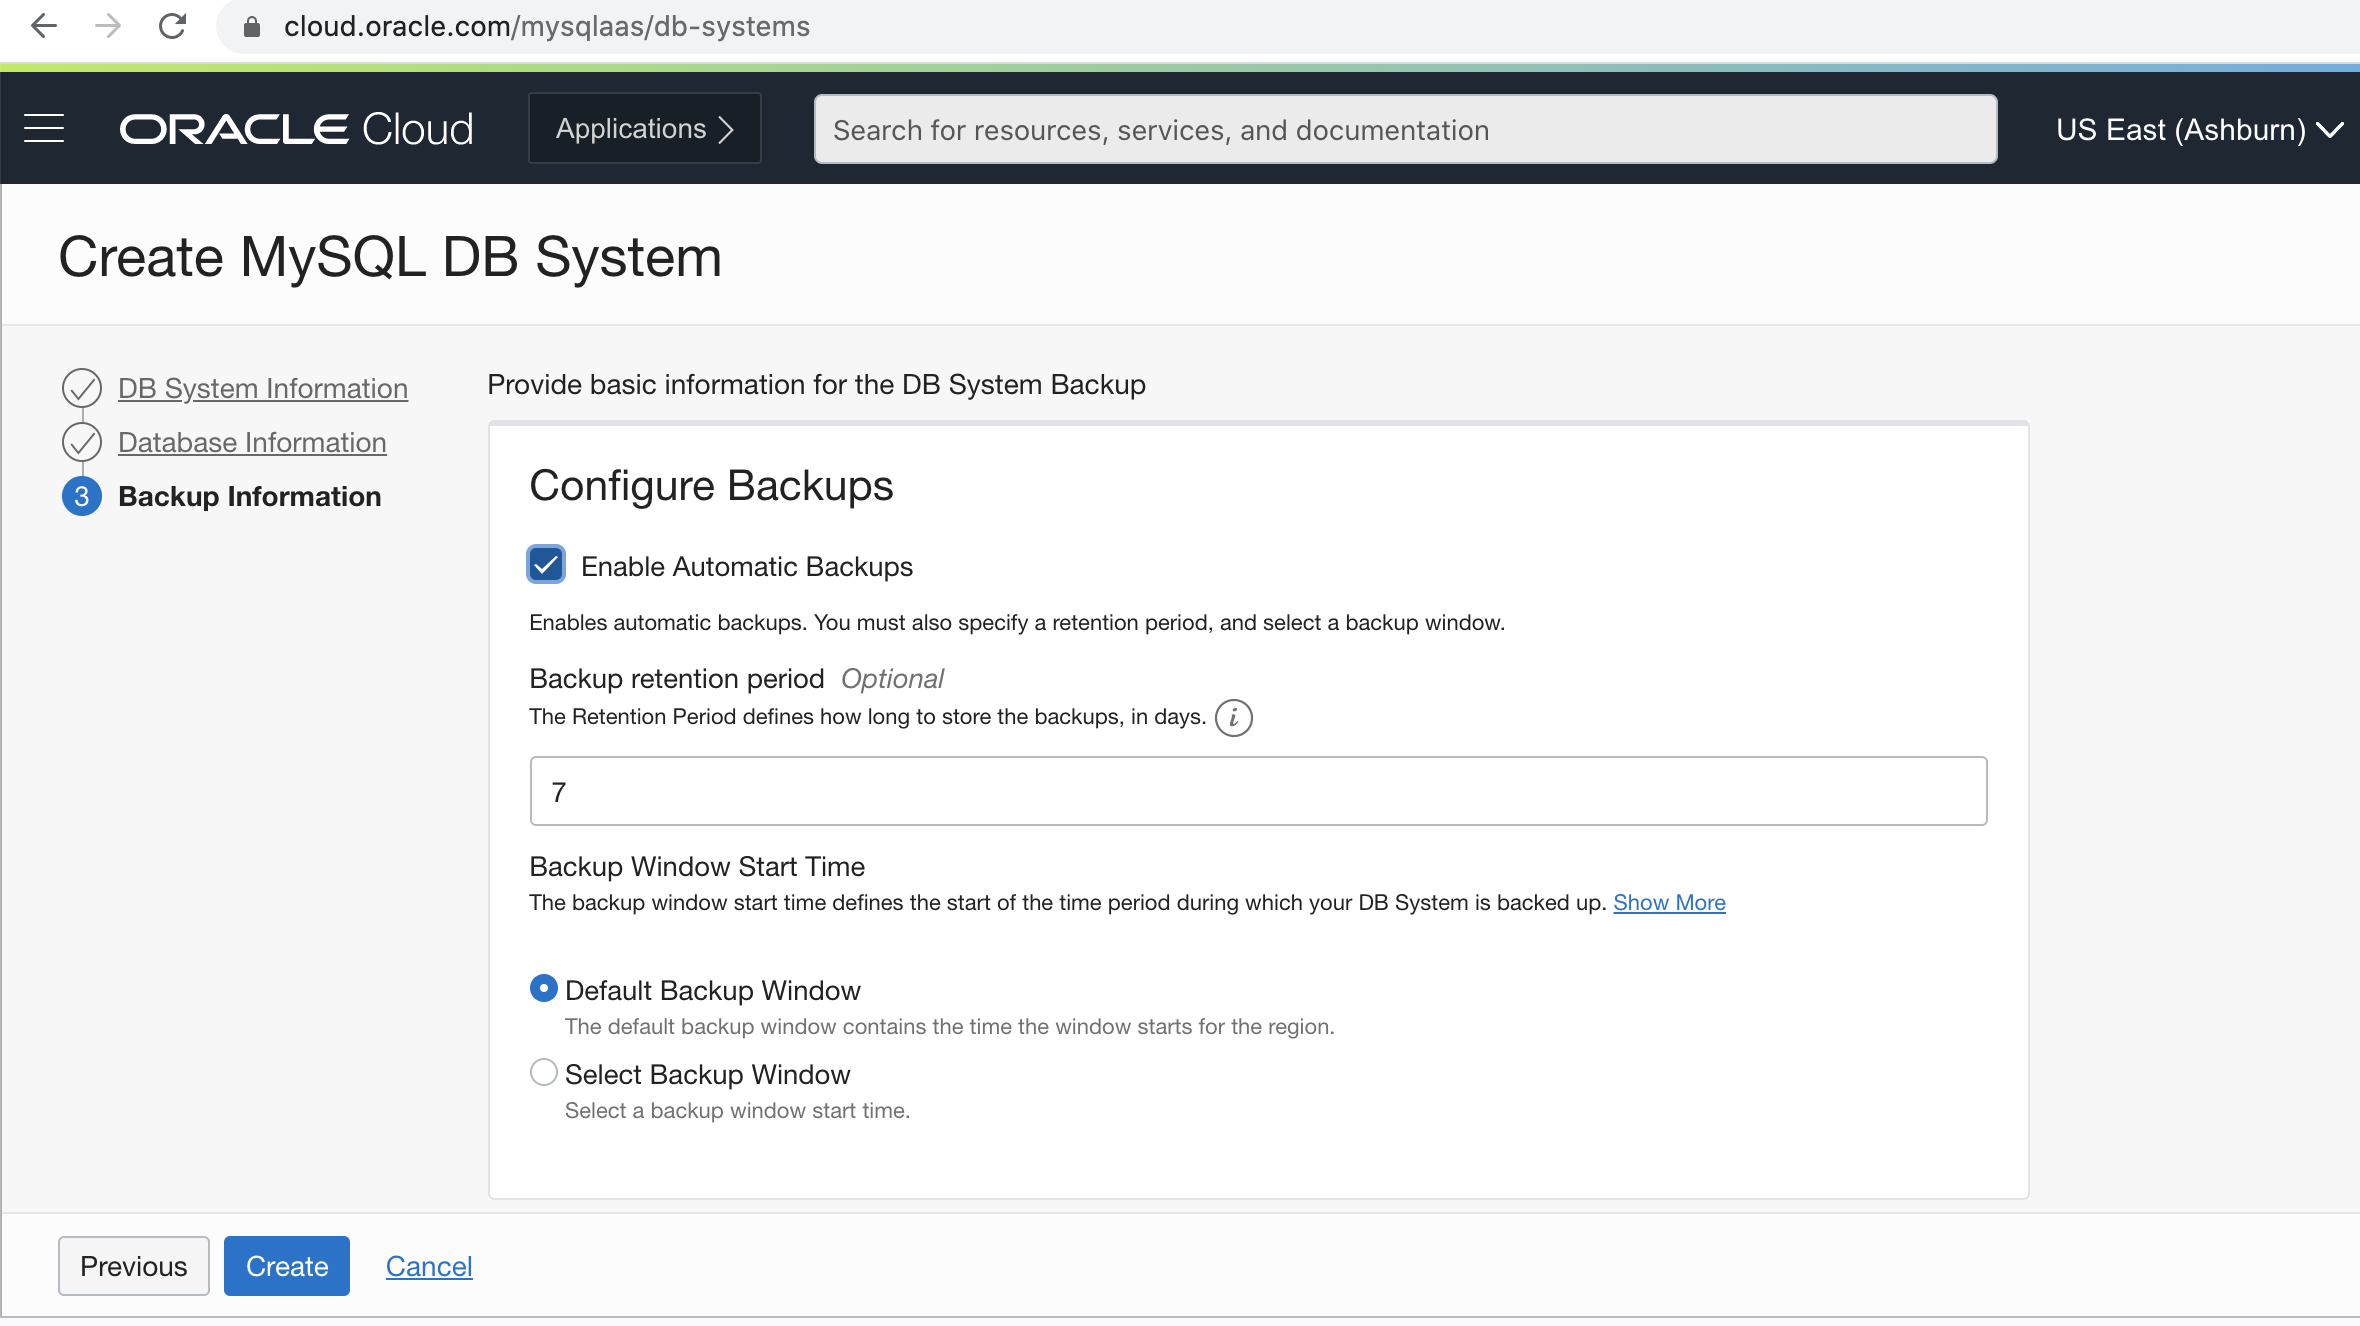 cloud.oracle.com/mysqlaas/db-systems
ORACLE Cloud
Applications
Search for resources, services, and documentation
US East (Ashburn)
Create MySQL DB System
DB System Information
Database Information
3 Backup Information
Provide basic information for the DB System Backup
Configure Backups
Enable Automatic Backups
Enables automatic backups. You must also specify a retention period, and select a backup window.
Backup retention period Optional
The Retention Period defines how long to store the backups, in days. i
7
Backup Window Start Time
The backup window start time defines the start of the time period during which your DB System is backed up. Show More
Default Backup Window
The default backup window contains the time the window starts for the region.
Select Backup Window
Select a backup window start time.
Previous
Create
Cancel